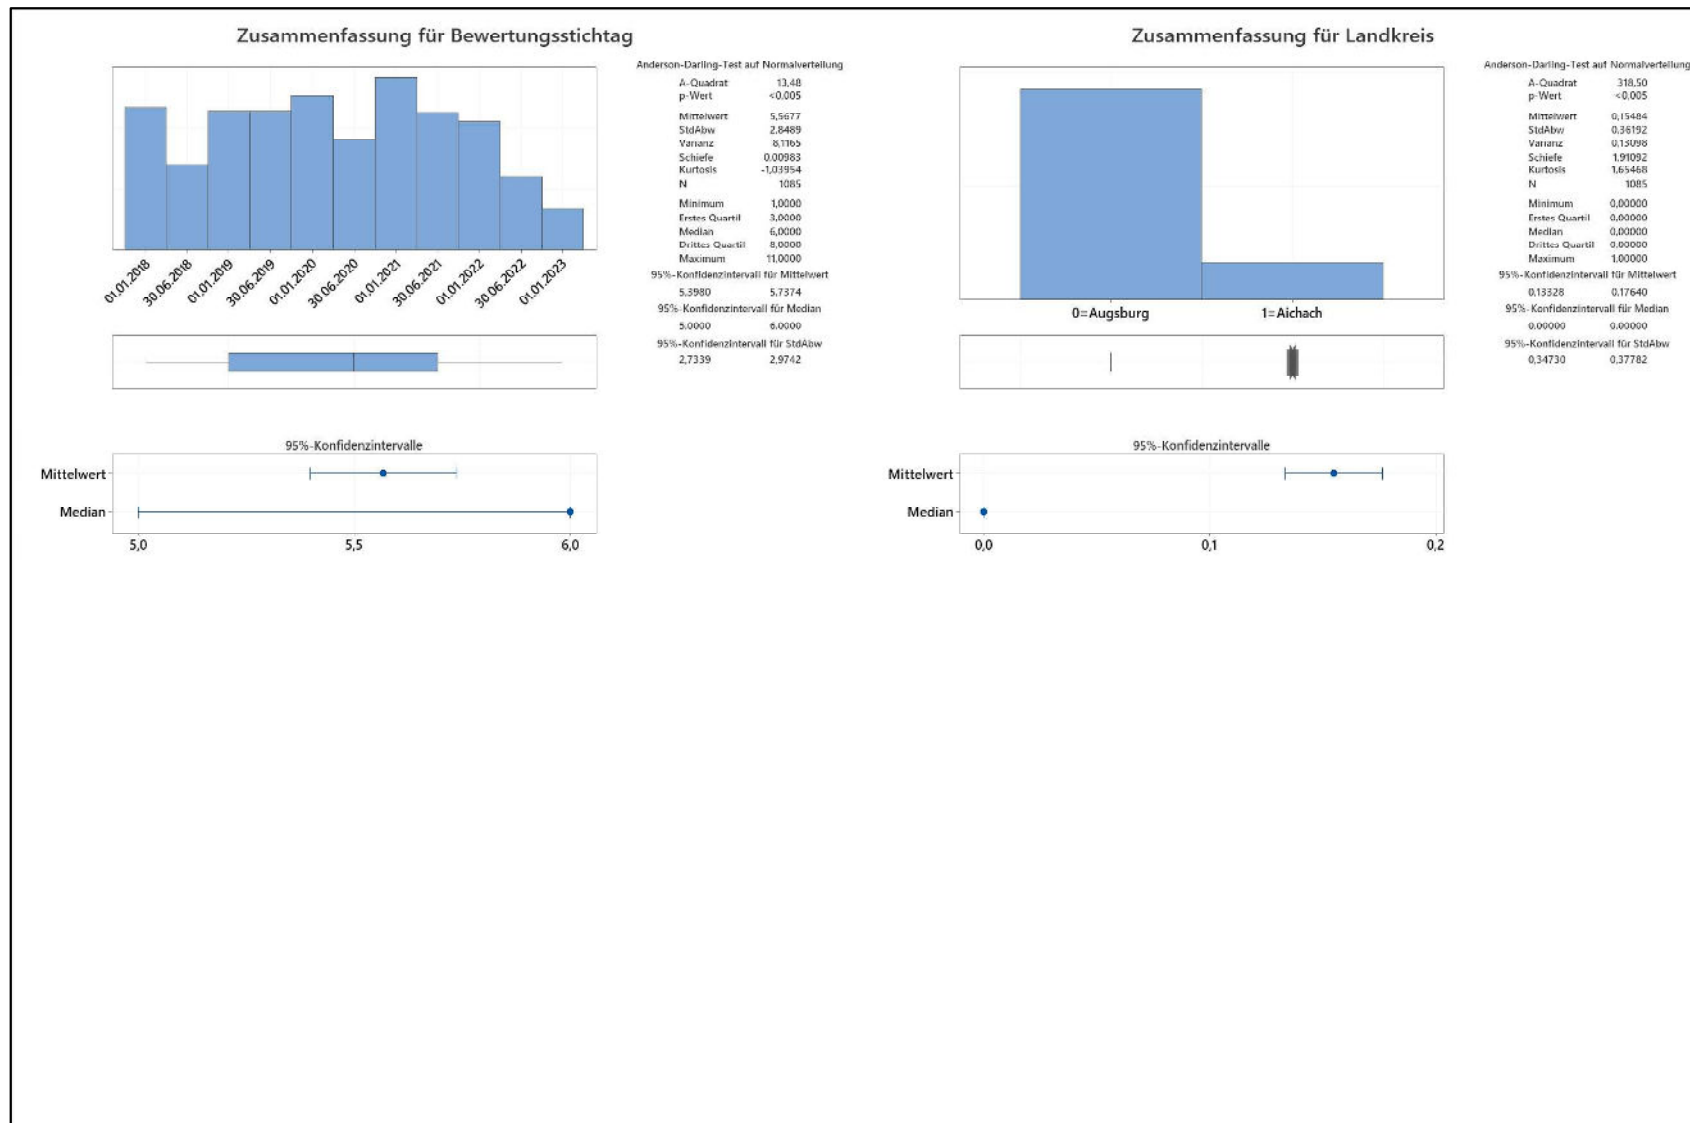 Zusammenfassung für Bewertungsstichtag
Anderson-Darling-Test auf Normalverteilung
A-Quadrat 13,48
p-Wert <0,005
Mittelwert 5,5677
StdAbw 2,8489
Varianz 8,1165
Schiefe 0,00983
Kurtosis -1,03954
N 1085
Minimum 1,0000
Erstes Quartil 3,0000
Median 6,0000
Drittes Quartil 8,0000
Maximum 11,0000
95%-Konfidenzintervall für Mittelwert
5,3980 5,7374
95%-Konfidenzintervall für Median
5,0000 6,0000
95%-Konfidenzintervall für StdAbw
2,7339 2,9742
01.01.2018
30.06.2018
01.01.2019
30.06.2019
01.01.2020
30.06.2020
01.01.2021
30.06.2021
01.01.2022
30.06.2022
01.01.2023
95%-Konfidenzintervalle
Mittelwert
Median
5,0 5,5 6,0
Zusammenfassung für Landkreis
Anderson-Darling-Test auf Normalverteilung
A-Quadrat 318,50
p-Wert <0,005
Mittelwert 0,15484
StdAbw 0,36192
Varianz 0,13098
Schiefe 1,91092
Kurtosis 1,65468
N 1085
Minimum 0,00000
Erstes Quartil 0,00000
Median 0,00000
Drittes Quartil 0,00000
Maximum 1,00000
95%-Konfidenzintervall für Mittelwert
0,13328 0,17640
95%-Konfidenzintervall für Median
0,00000 0,00000
95%-Konfidenzintervall für StdAbw
0,34730 0,37782
0=Augsburg 1=Aichach
95%-Konfidenzintervalle
Mittelwert
Median
0,0 0,1 0,2